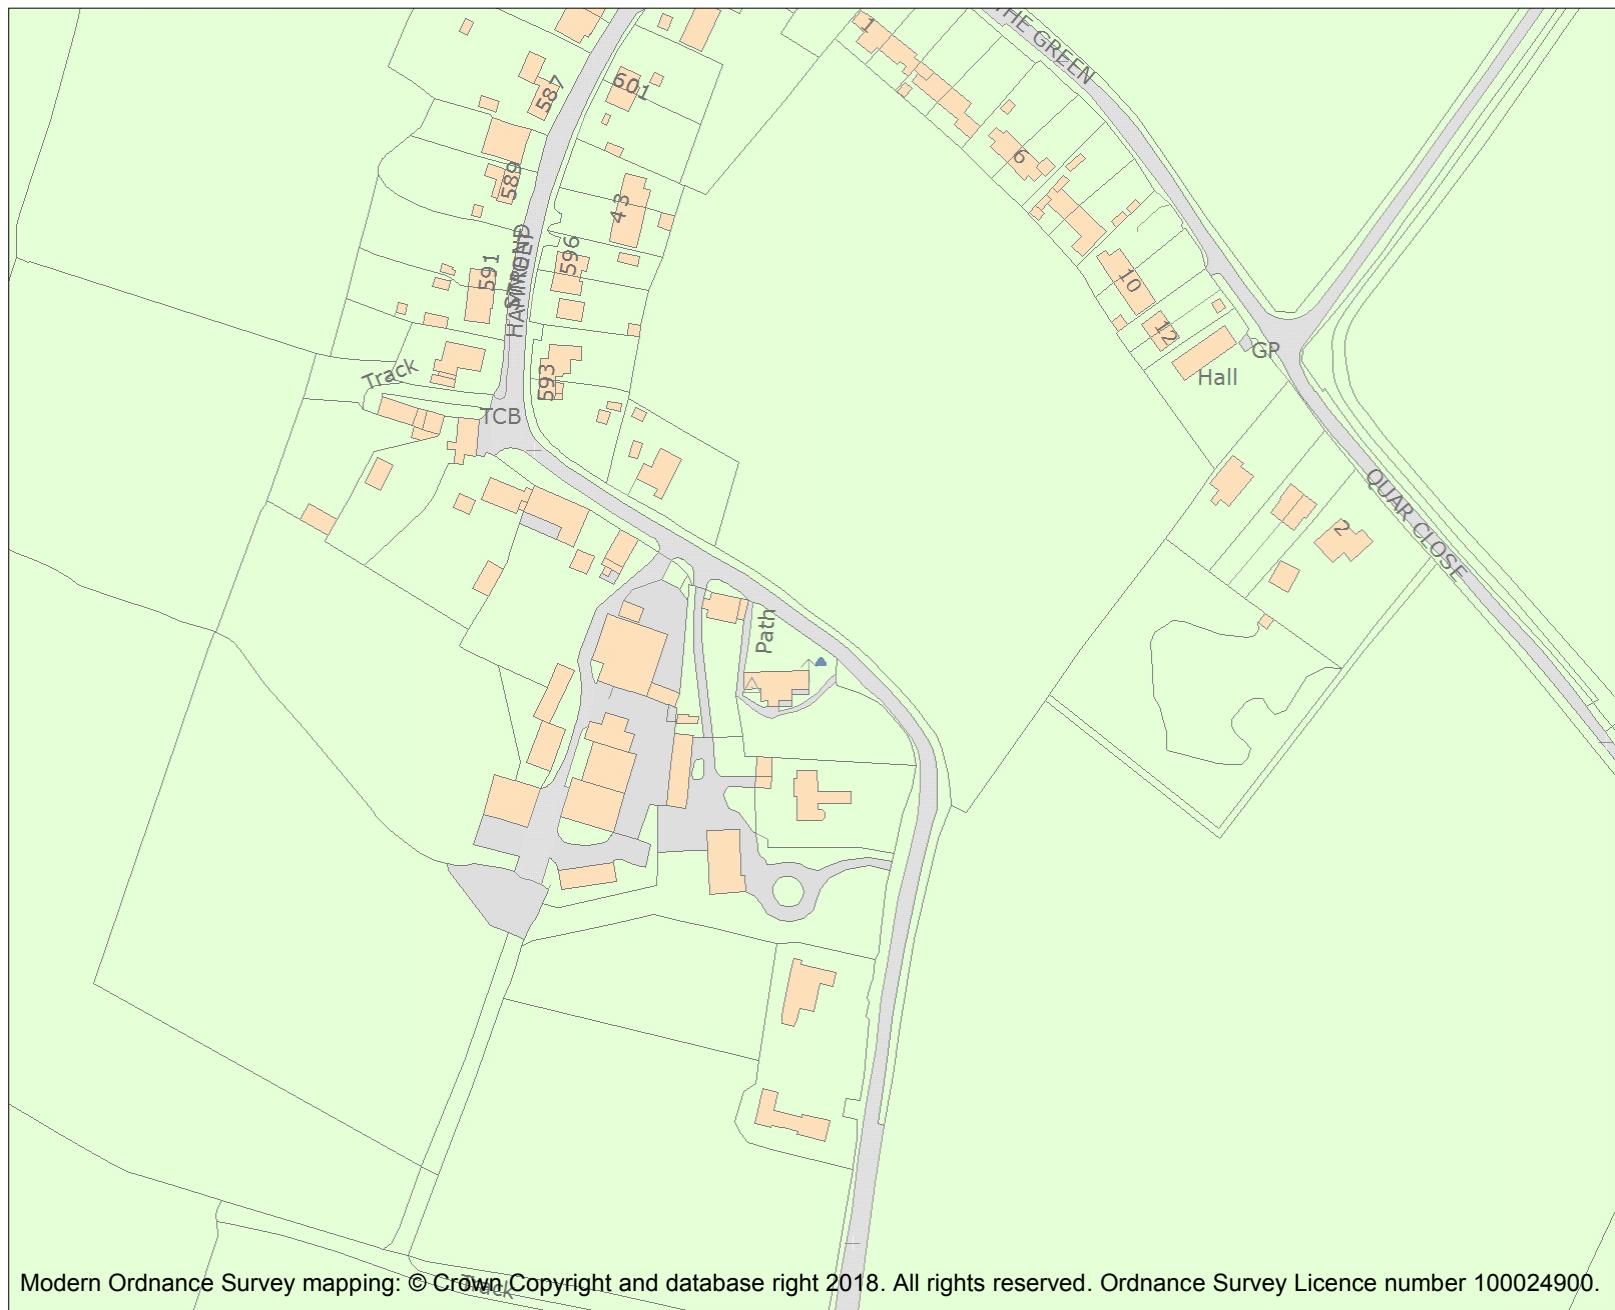 THE GREEN
1
587
601
6
589
4 3
596
591
10
12
GP
Hall
Track
593
TCB
QUAR CLOSE
2
Path
Track
Modern Ordnance Survey mapping: © Crown Copyright and database right 2018. All rights reserved. Ordnance Survey Licence number 100024900.